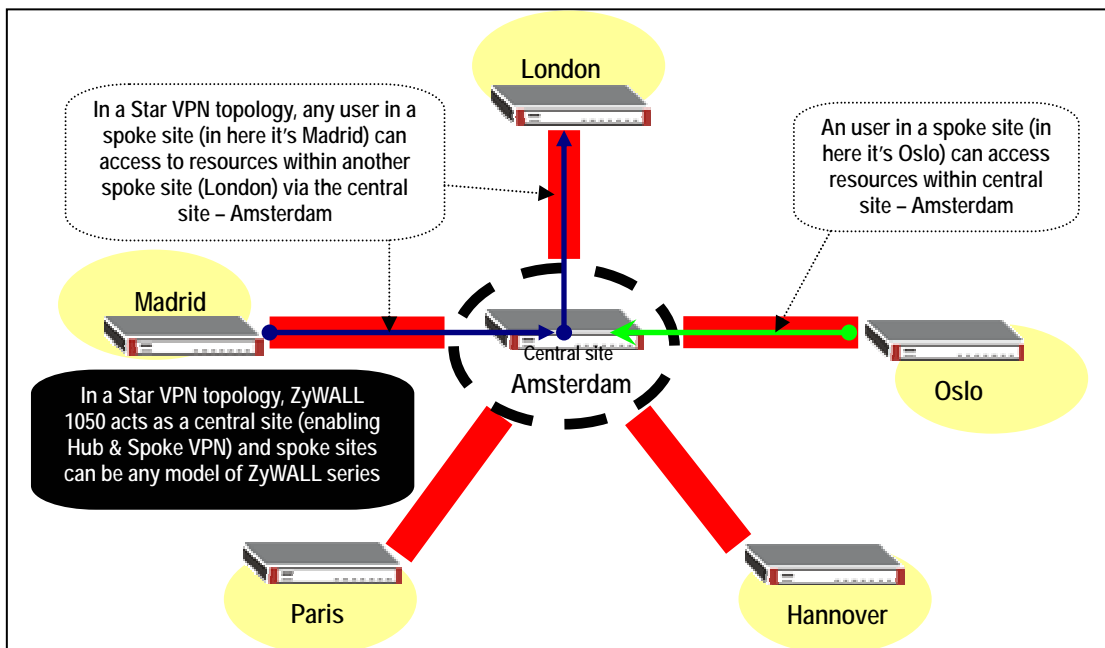 London
In a Star VPN topology, any user in a
spoke site (in here it's Madrid) can
access to resources within another
spoke site (London) via the central
site – Amsterdam
An user in a spoke site (in
here it's Oslo) can access
resources within central
site – Amsterdam
Madrid
Central site
Amsterdam
Oslo
In a Star VPN topology, ZyWALL
1050 acts as a central site (enabling
Hub & Spoke VPN) and spoke sites
can be any model of ZyWALL series
Paris
Hannover